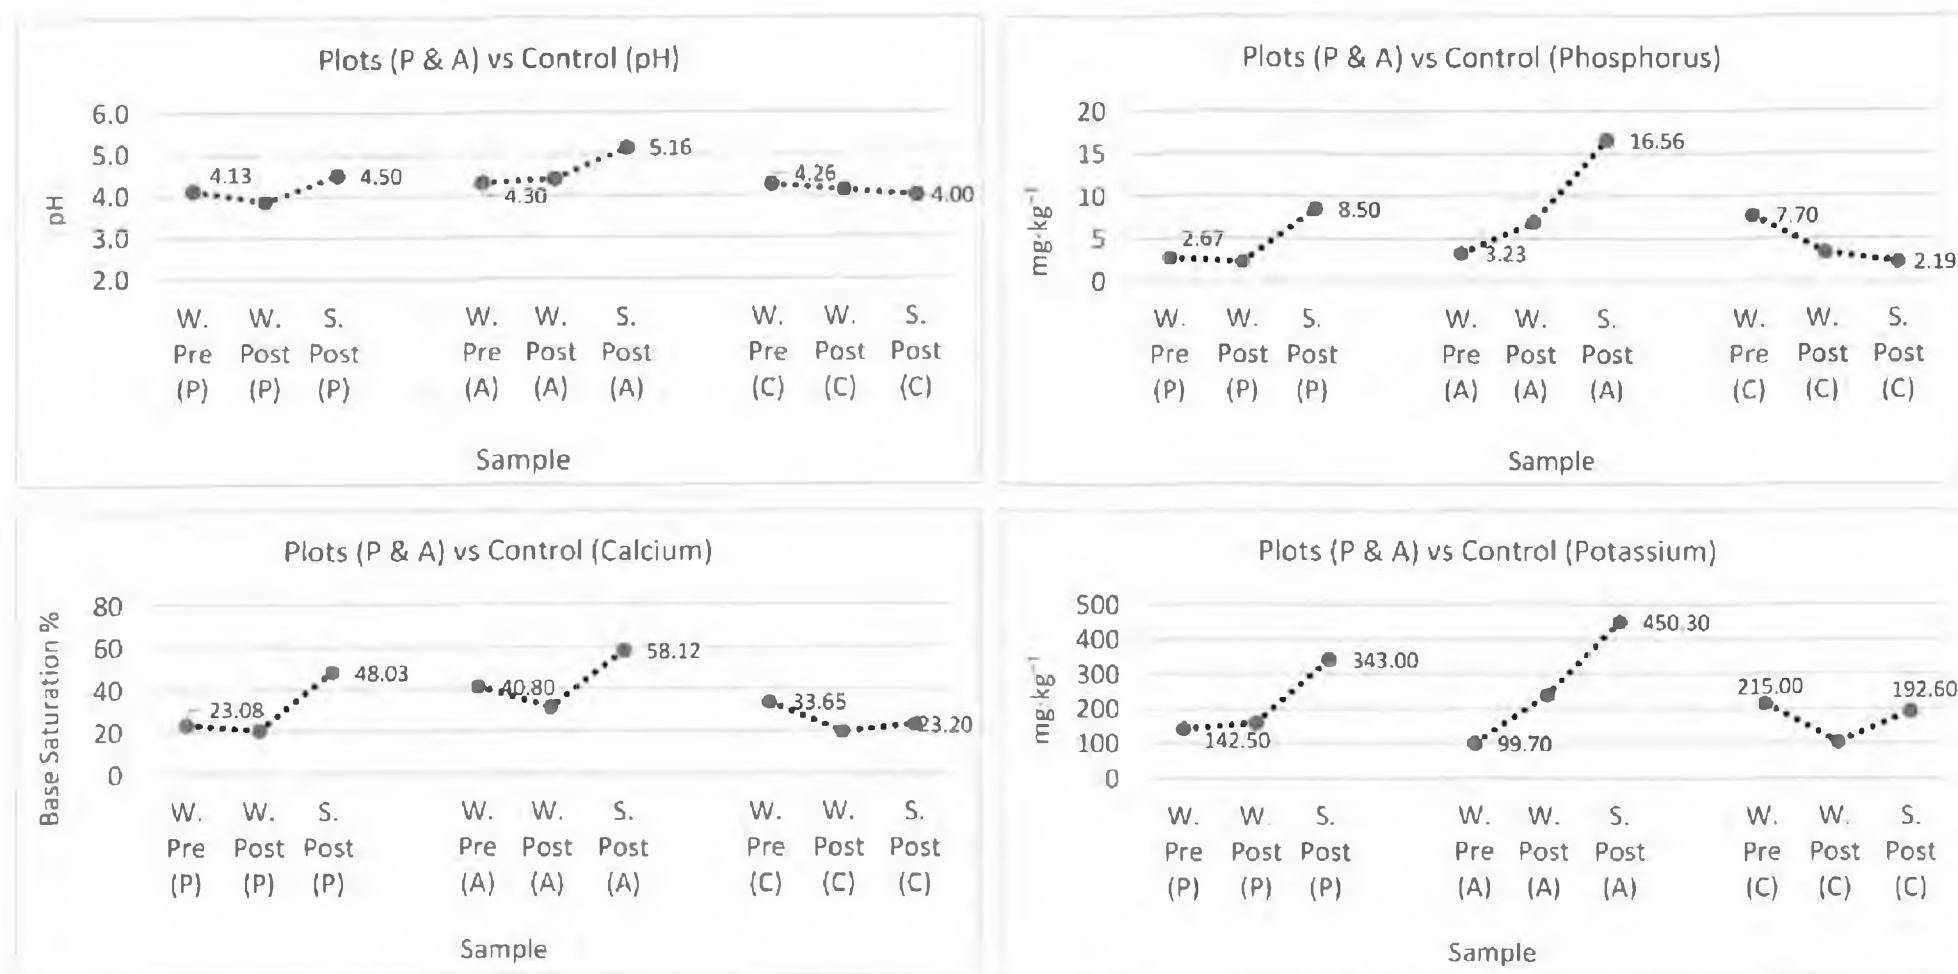 Plots (P & A) vs Control (pH)
6.0
5.0
4.0
3.0
2.0
pH
4.13
4.50
4.30
5.16
4.26
4.00
W. W. S. W. W. S. W. W. S.
Pre Post Post Pre Post Post Pre Post Post
(P) (P) (P) (A) (A) (A) (C) (C) (C)
Sample
Plots (P & A) vs Control (Phosphorus)
20
15
10
5
0
mg·kg⁻¹
2.67
8.50
3.23
16.56
7.70
2.19
W. W. S. W. W. S. W. W. S.
Pre Post Post Pre Post Post Pre Post Post
(P) (P) (P) (A) (A) (A) (C) (C) (C)
Sample
Plots (P & A) vs Control (Calcium)
80
60
40
20
0
Base Saturation %
23.08
48.03
40.80
58.12
33.65
23.20
W. W. S. W. W. S. W. W. S.
Pre Post Post Pre Post Post Pre Post Post
(P) (P) (P) (A) (A) (A) (C) (C) (C)
Sample
Plots (P & A) vs Control (Potassium)
500
400
300
200
100
0
mg·kg⁻¹
142.50
343.00
99.70
450.30
215.00
192.60
W. W. S. W. W. S. W. W. S.
Pre Post Post Pre Post Post Pre Post Post
(P) (P) (P) (A) (A) (A) (C) (C) (C)
Sample